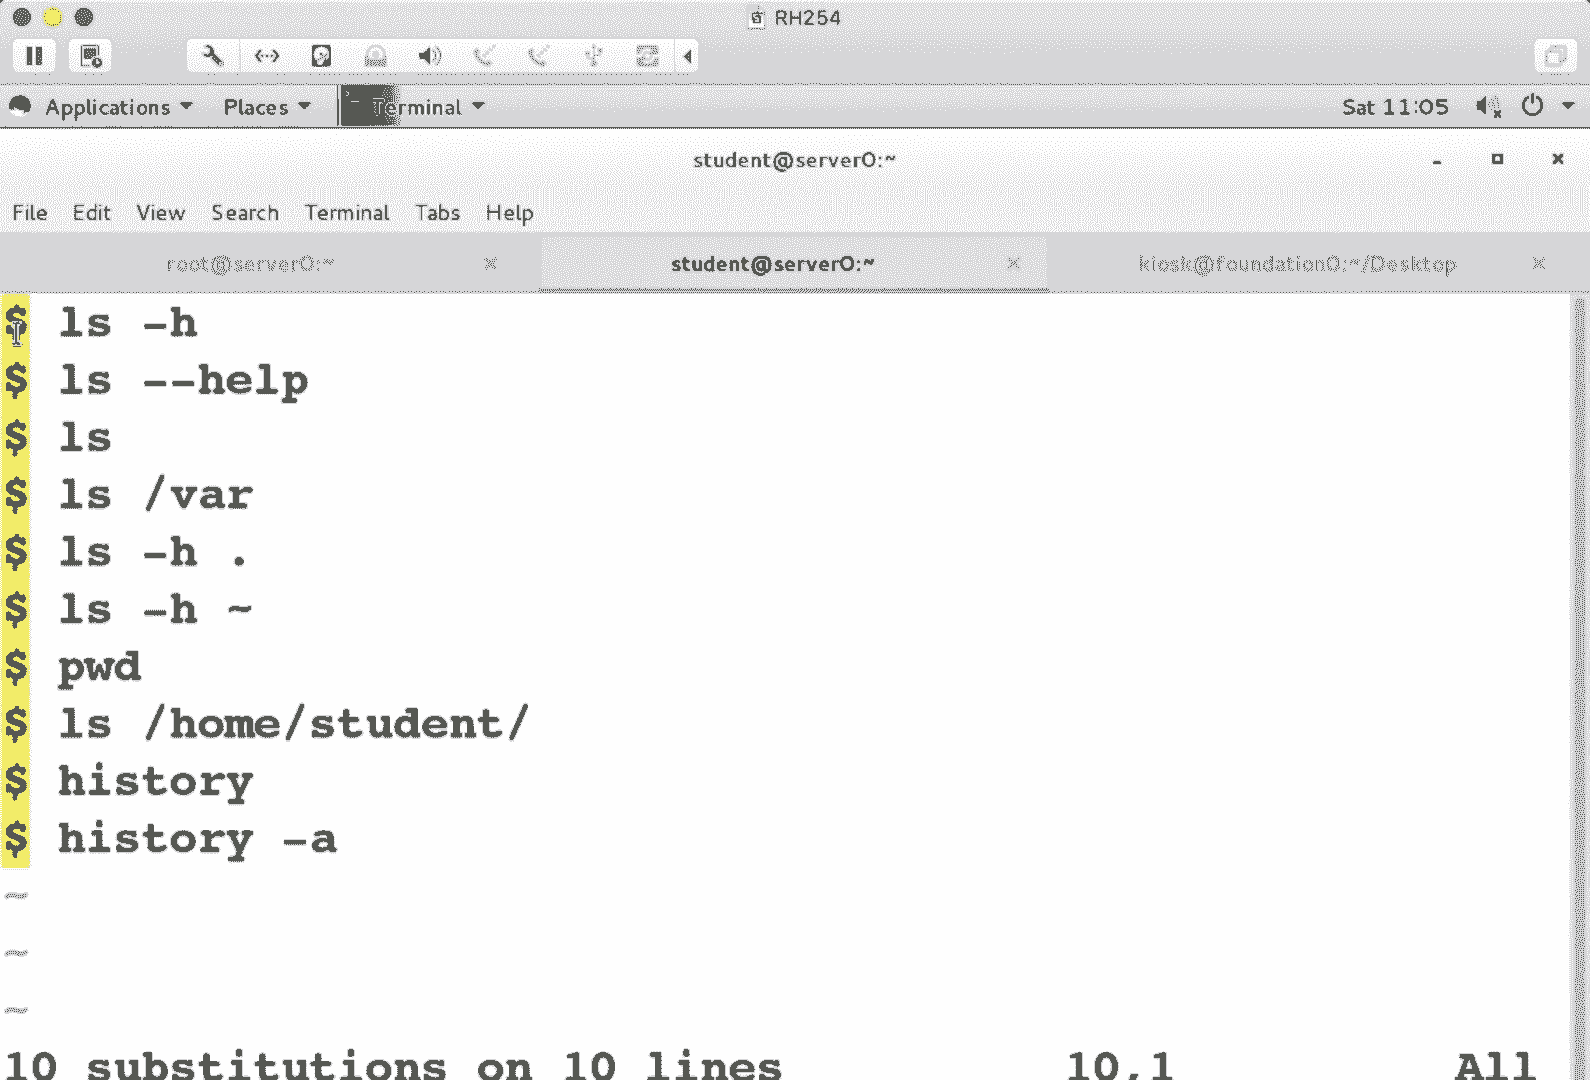 RH254
Applications Places Terminal Sat 11:05
student@server0:~
File Edit View Search Terminal Tabs Help
root@server0:~ student@server0:~ kiosk@foundation0:~/Desktop
$ ls -h
$ ls --help
$ ls
$ ls /var
$ ls -h .
$ ls -h ~
$ pwd
$ ls /home/student/
$ history
$ history -a
~
~
~
10 substitutions on 10 lines 10,1 All